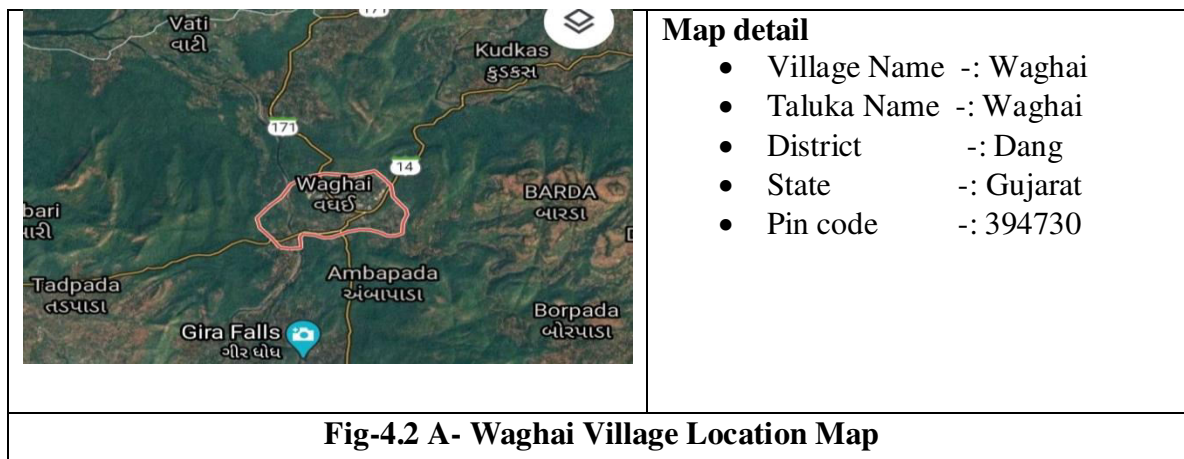 171
Vati
વાટી
Kudkas
કુડકસ
171
14
Waghai
વઘઈ
BARDA
બારડા
bari
Tadpada
તડપાડા
Ambapada
અંબાપાડા
Borpada
બોરપાડા
Gira Falls
ગીર ધોધ
Map detail
• Village Name -: Waghai
• Taluka Name -: Waghai
• District -: Dang
• State -: Gujarat
• Pin code -: 394730
Fig-4.2 A- Waghai Village Location Map